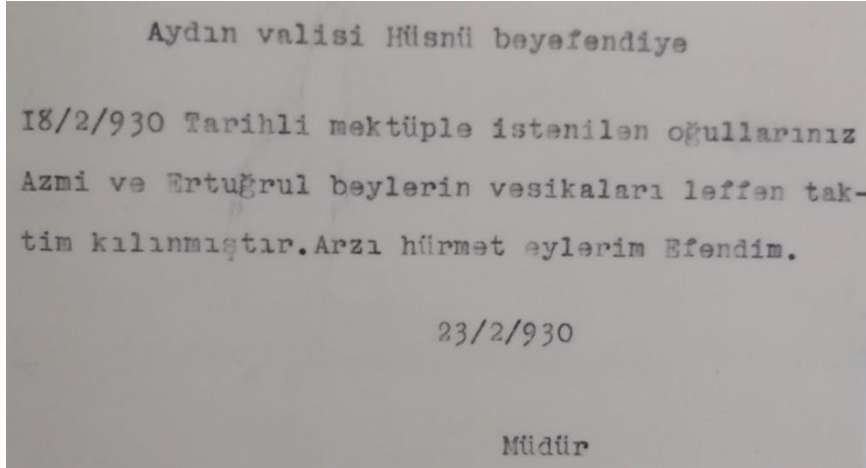 Aydın valisi Hüsnü beyefendiye
I8/2/930 Tarihli mektüple istenilen oğullarınız
Azmi ve Ertuğrul beylerin vesikaları leffen tak-
tim kılınmıştır.Arzı hürmet eylerim Efendim.
23/2/930
Müdür